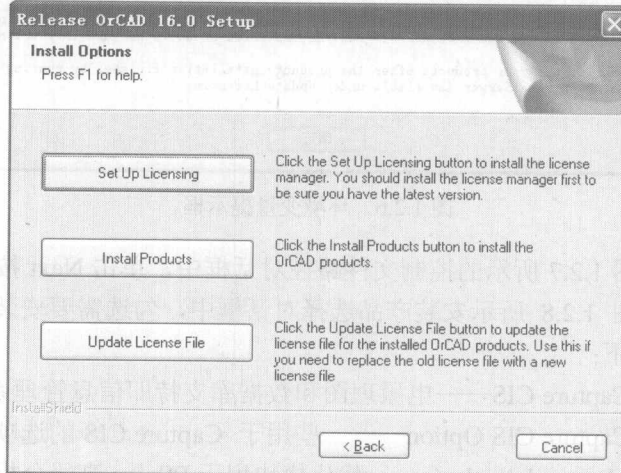 Release OrCAD 16.0 Setup
Install Options
Press F1 for help.
Set Up Licensing
Click the Set Up Licensing button to install the license
manager. You should install the license manager first to
be sure you have the latest version.
Install Products
Click the Install Products button to install the
OrCAD products.
Update License File
Click the Update License File button to update the
license file for the installed OrCAD products. Use this if
you need to replace the old license file with a new
license file
InstallShield
< Back
Cancel